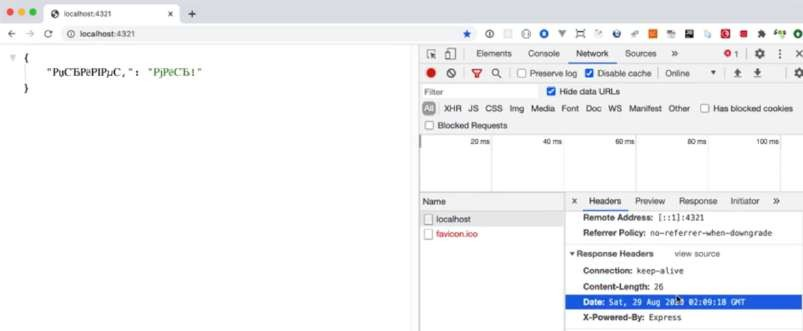 localhost:4321
localhost:4321
{
"РџСЂРёРІРµС‚": "РјРёСЂ!"
}
Elements Console Network Sources » 1
Preserve log Disable cache Online
Filter Hide data URLs
All XHR JS CSS Img Media Font Doc WS Manifest Other Has blocked cookies
Blocked Requests
20 ms 40 ms 60 ms 80 ms 100 ms
Name × Headers Preview Response Initiator »
localhost
favicon.ico
Remote Address: [::1]:4321
Referrer Policy: no-referrer-when-downgrade
Response Headers view source
Connection: keep-alive
Content-Length: 26
Date: Sat, 29 Aug 2020 02:09:18 GMT
X-Powered-By: Express